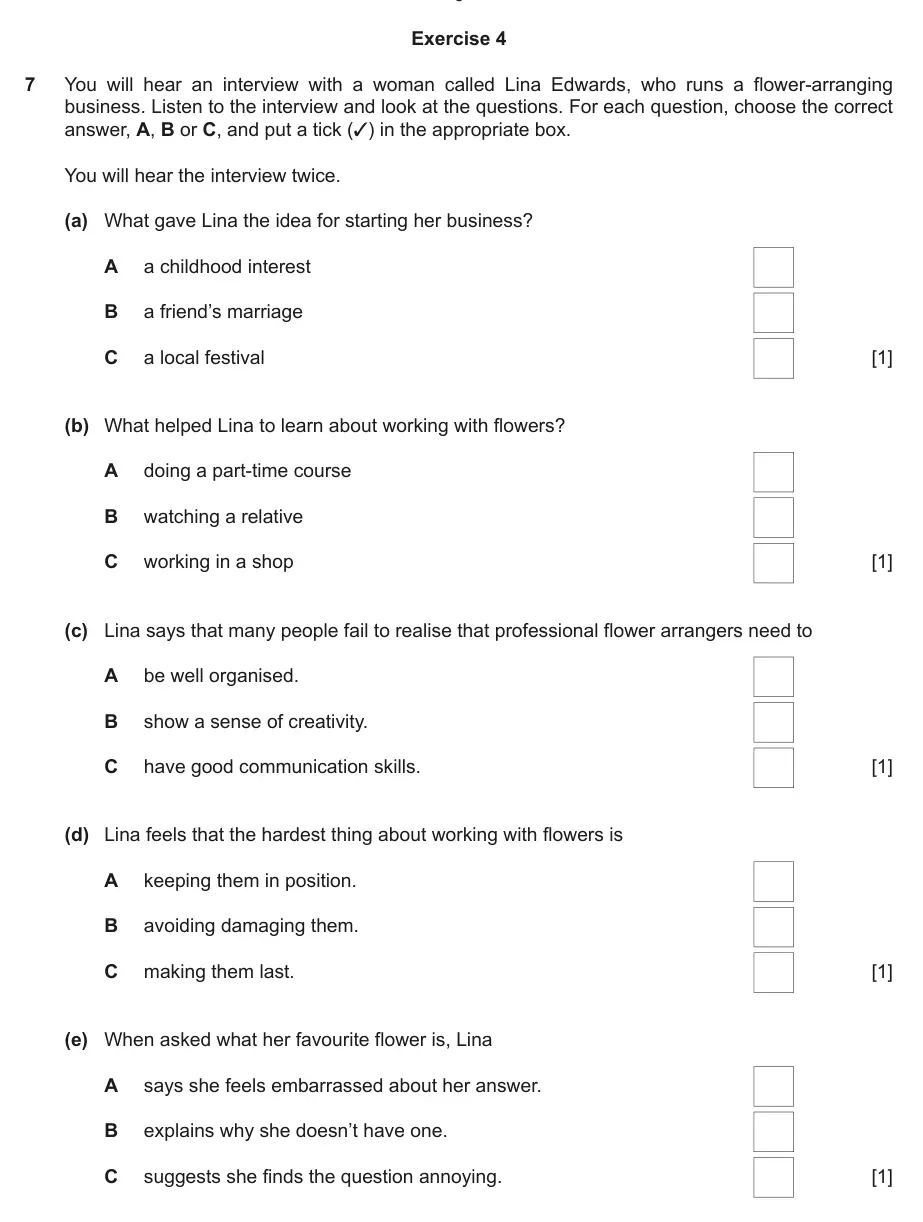 Exercise 4
7 You will hear an interview with a woman called Lina Edwards, who runs a flower-arranging
business. Listen to the interview and look at the questions. For each question, choose the correct
answer, A, B or C, and put a tick (✓) in the appropriate box.
You will hear the interview twice.
(a) What gave Lina the idea for starting her business?
A a childhood interest
B a friend’s marriage
C a local festival [1]
(b) What helped Lina to learn about working with flowers?
A doing a part-time course
B watching a relative
C working in a shop [1]
(c) Lina says that many people fail to realise that professional flower arrangers need to
A be well organised.
B show a sense of creativity.
C have good communication skills. [1]
(d) Lina feels that the hardest thing about working with flowers is
A keeping them in position.
B avoiding damaging them.
C making them last. [1]
(e) When asked what her favourite flower is, Lina
A says she feels embarrassed about her answer.
B explains why she doesn’t have one.
C suggests she finds the question annoying. [1]